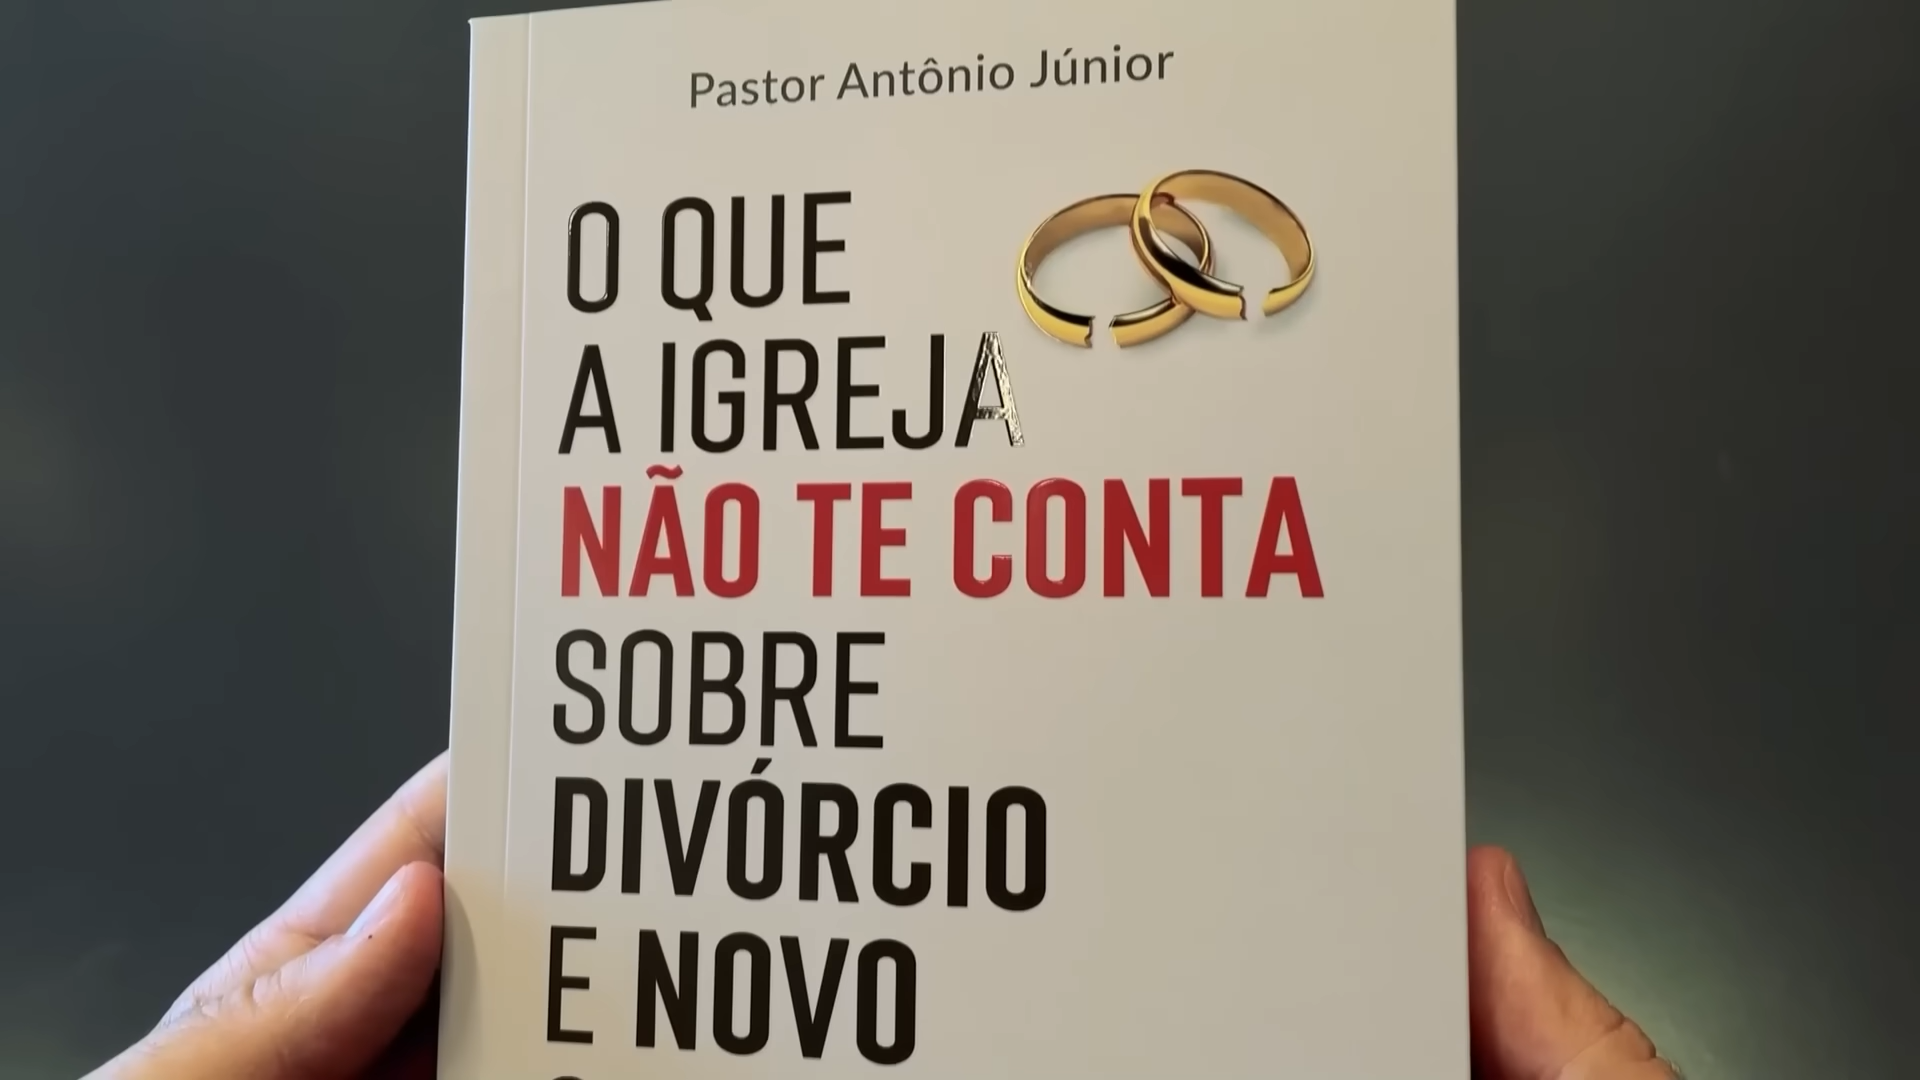 Pastor Antônio Júnior
O QUE
A IGREJA
NÃO TE CONTA
SOBRE
DIVÓRCIO
E NOVO